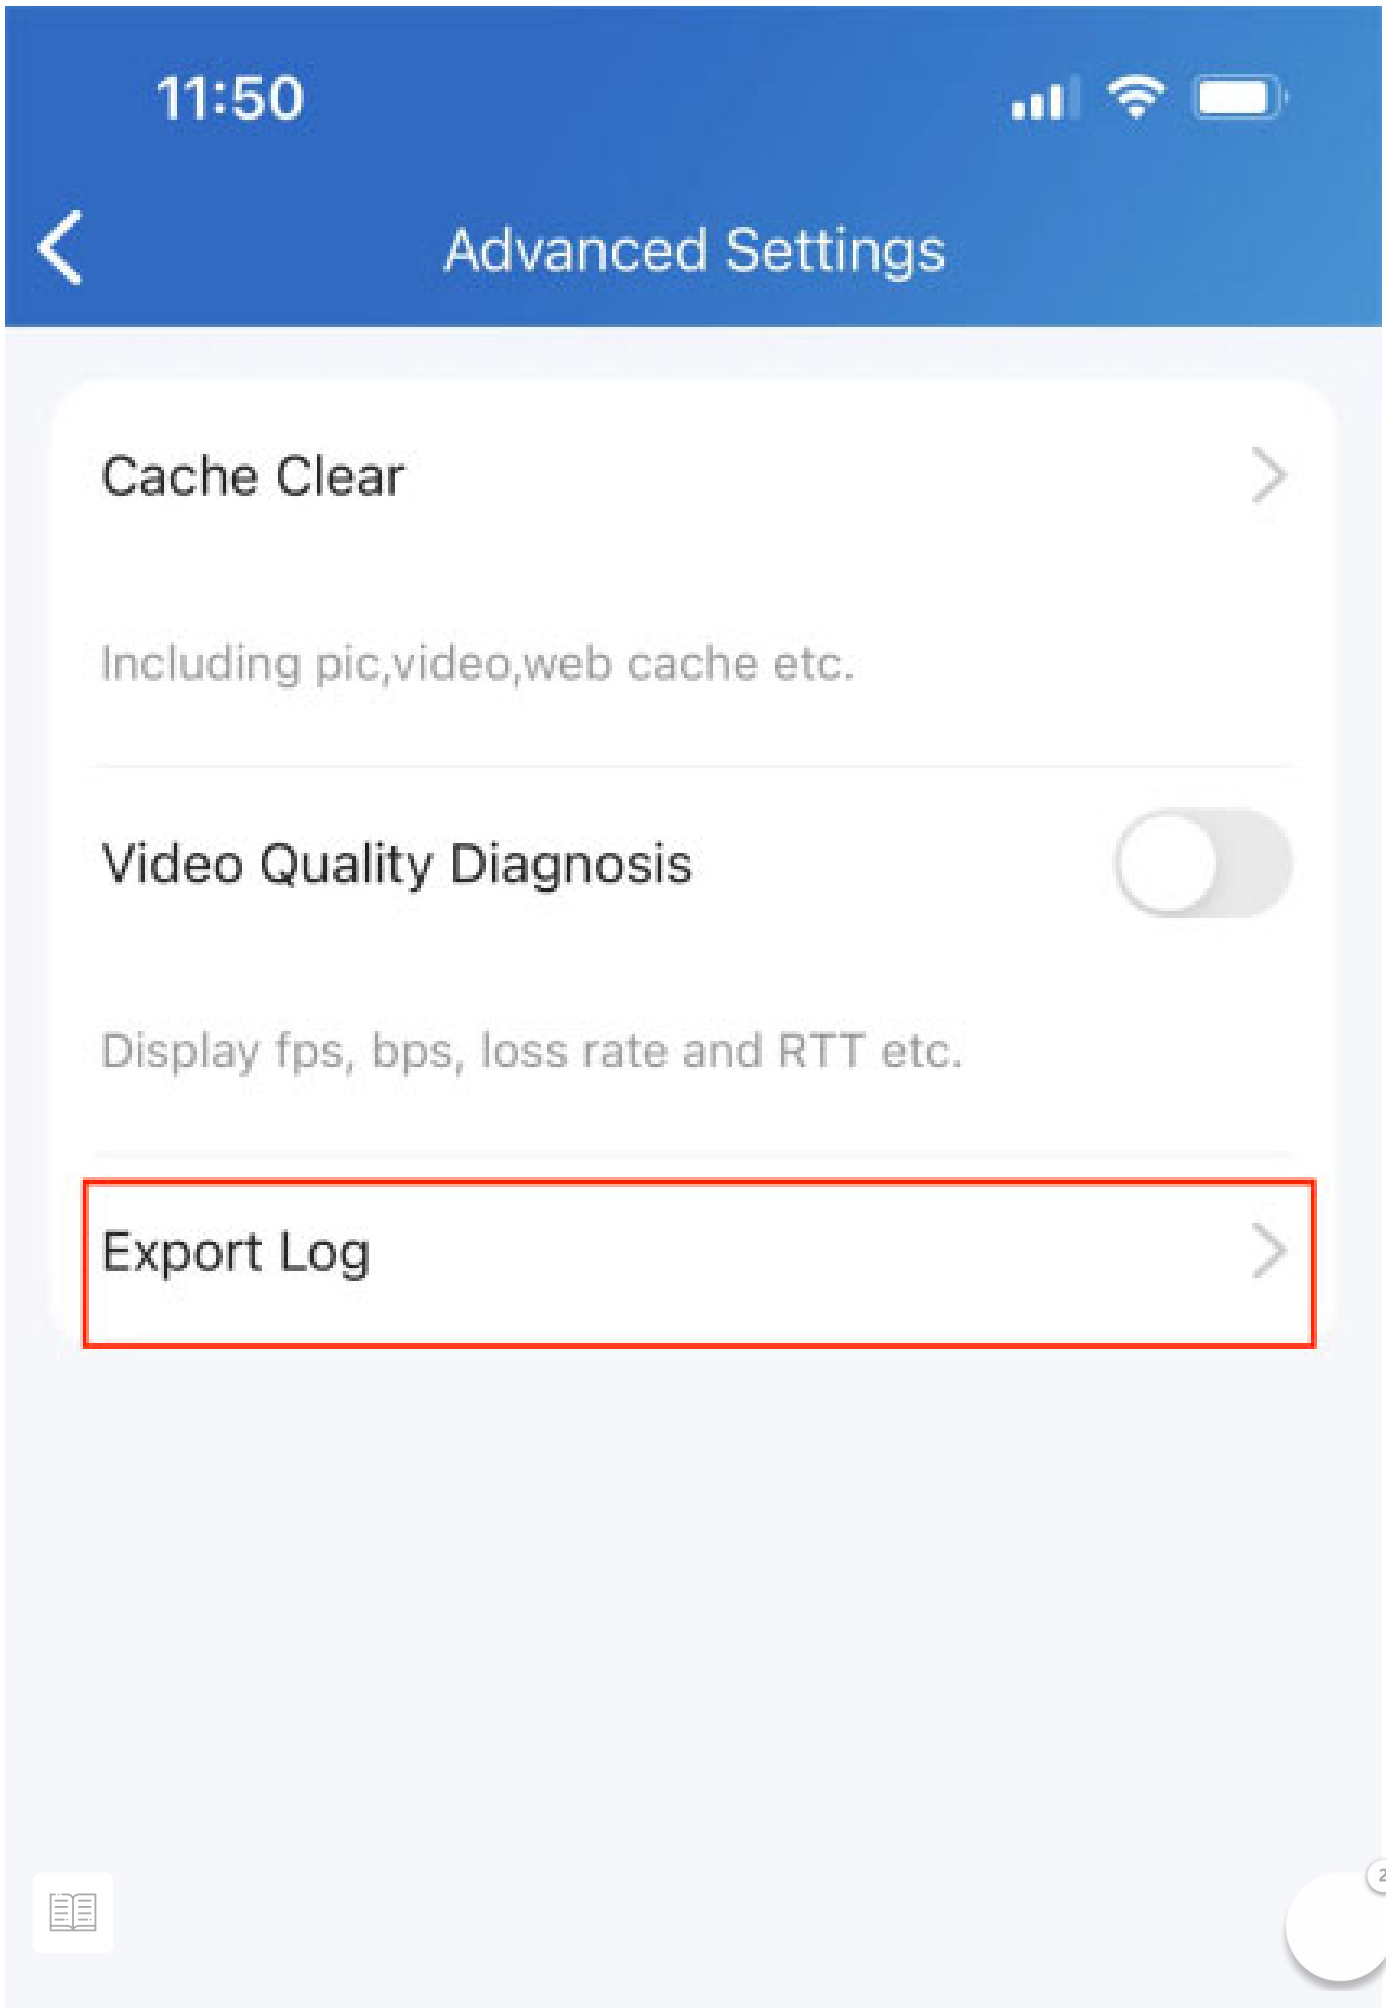 11:50
Advanced Settings
Cache Clear
Including pic,video,web cache etc.
Video Quality Diagnosis
Display fps, bps, loss rate and RTT etc.
Export Log
2